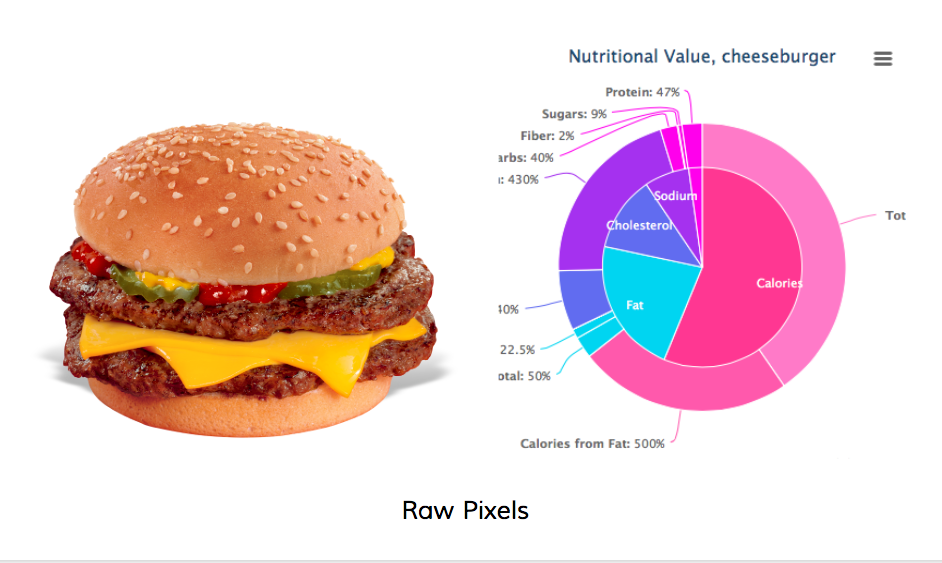 Nutritional Value, cheeseburger
Protein: 47%
Sugars: 9%
Fiber: 2%
arbs: 40%
: 430%
Sodium
Cholesterol
Calories
Fat
Tot
40%
22.5%
otal: 50%
Calories from Fat: 500%
Raw Pixels